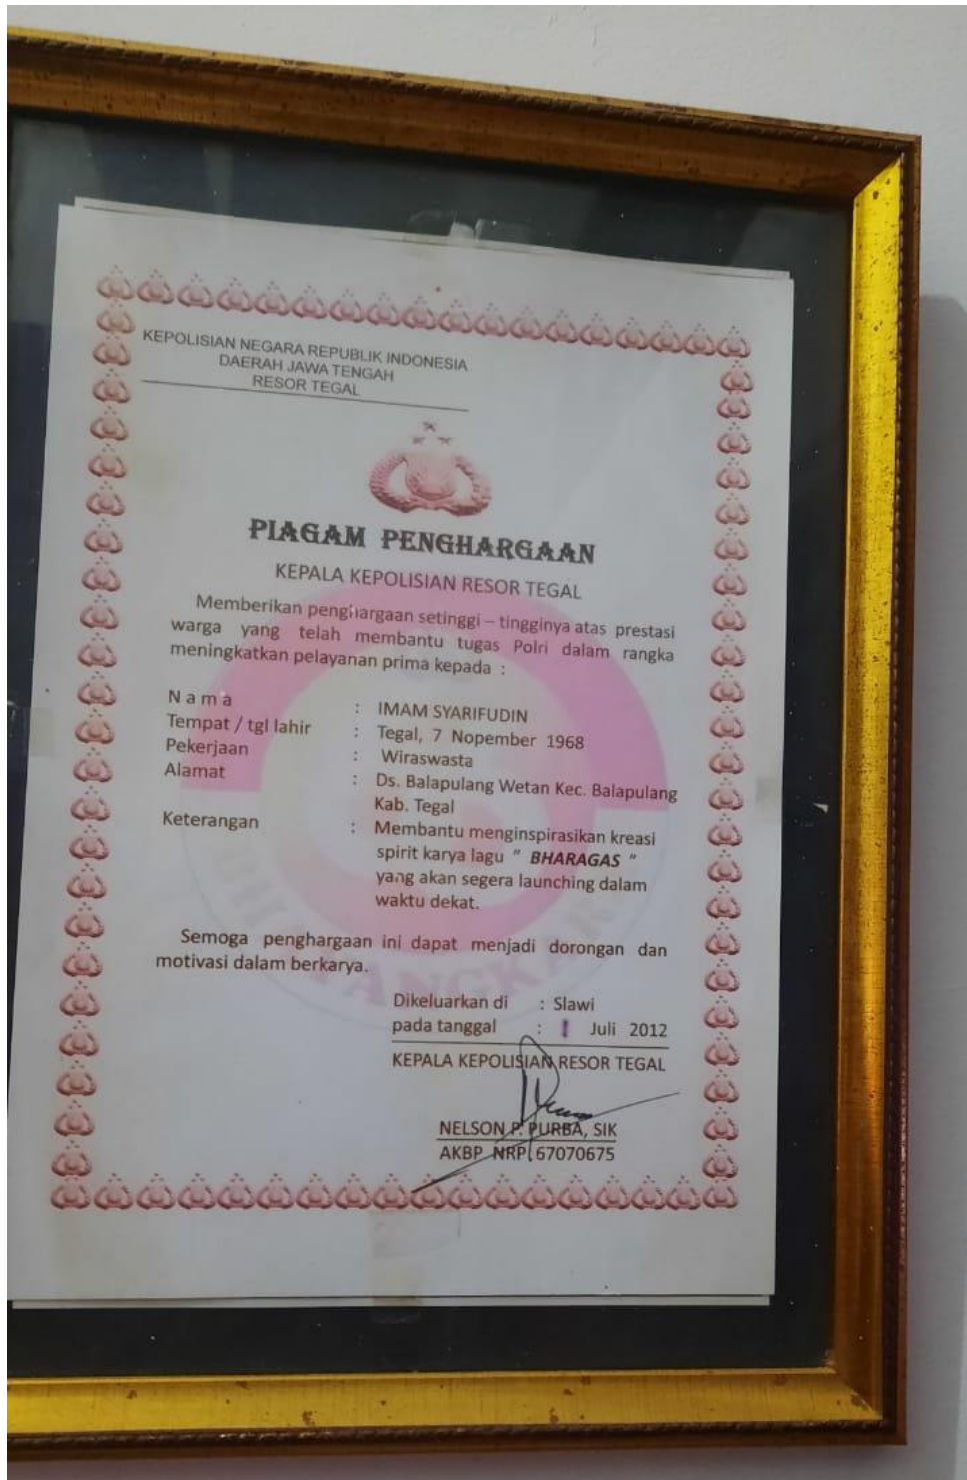 KEPOLISIAN NEGARA REPUBLIK INDONESIA
DAERAH JAWA TENGAH
RESOR TEGAL
PIAGAM PENGHARGAAN
KEPALA KEPOLISIAN RESOR TEGAL
Memberikan penghargaan setinggi – tingginya atas prestasi
warga yang telah membantu tugas Polri dalam rangka
meningkatkan pelayanan prima kepada :
N a m a : IMAM SYARIFUDIN
Tempat / tgl lahir : Tegal, 7 Nopember 1968
Pekerjaan : Wiraswasta
Alamat : Ds. Balapulang Wetan Kec. Balapulang
Kab. Tegal
Keterangan : Membantu menginspirasikan kreasi
spirit karya lagu " BHARAGAS "
yang akan segera launching dalam
waktu dekat.
Semoga penghargaan ini dapat menjadi dorongan dan
motivasi dalam berkarya.
Dikeluarkan di : Slawi
pada tanggal : 1 Juli 2012
KEPALA KEPOLISIAN RESOR TEGAL
NELSON P. PURBA, SIK
AKBP NRP 67070675